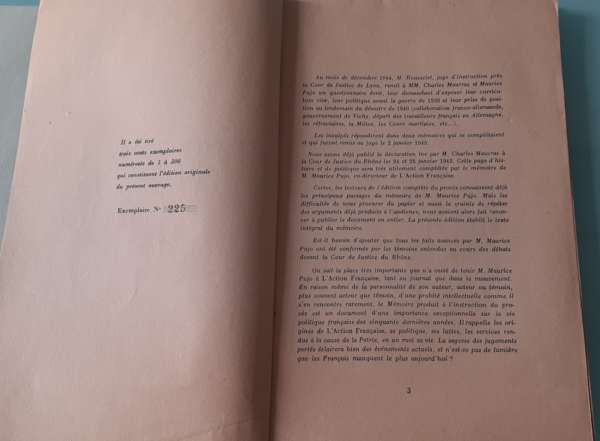 Il a été tiré
trois cents exemplaires
numérotés de 1 à 300
qui constituent l'édition originale
du présent ouvrage.
Exemplaire N° 225
Au mois de décembre 1944, M. Rousselet, juge d'instruction près
la Cour de Justice de Lyon, remit à MM. Charles Maurras et Maurice
Pujo un questionnaire dont, leur demandant d'exposer leur curriculum
vitæ, leur politique avant la guerre de 1939 et leur prise de posi-
tion au lendemain du désastre de 1940 (collaboration franco-allemande,
gouvernement de Vichy, départ des travailleurs français en Allemagne,
les réfractaires, la Milice, les Cours martiales, etc...).
Les inculpés répondirent dans deux mémoires qui se complétaient
et qui furent remis au juge le 2 janvier 1945.
Nous avons déjà publié la déclaration lue par M. Charles Maurras à
la Cour de Justice du Rhône les 24 et 25 janvier 1945. Cette page d'his-
toire et de politique sera très utilement complétée par le mémoire de
M. Maurice Pujo, co-directeur de L'Action Française.
Certes, les lecteurs de l'édition complète du procès connaissent déjà
les principaux passages du mémoire de M. Maurice Pujo. Mais les
difficultés de nous procurer du papier et aussi la crainte de répéter
des arguments déjà produits à l'audience, nous avaient alors fait renon-
cer à publier le document en entier. La présente édition établit le texte
intégral du mémoire.
Est-il besoin d'ajouter que tous les faits avancés par M. Maurice
Pujo ont été confirmés par les témoins entendus au cours des débats
devant la Cour de Justice du Rhône.
On sait la place très importante que n'a cessé de tenir M. Maurice
Pujo à L'Action Française, tant au journal que dans le mouvement.
En raison même de la personnalité de son auteur, acteur ou témoin,
plus souvent acteur que témoin, d'une probité intellectuelle comme il
s'en rencontre rarement, le Mémoire produit à l'instruction du pro-
cès est un document d'une importance exceptionnelle sur la vie
politique française des cinquante dernières années. Il rappelle les ori-
gines de L'Action Française, sa politique, ses luttes, les services ren-
dus à la cause de la Patrie, en un mot sa vie. La sagesse des jugements
portés éclairera bien des événements actuels, et n'est-ce pas de lumière
que les Français manquent le plus aujourd'hui ?
3